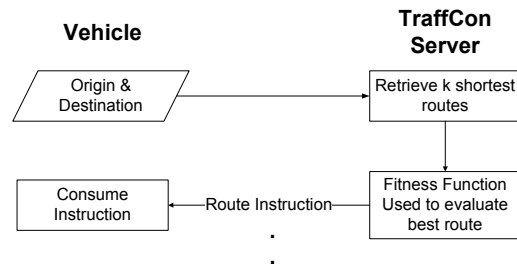 Vehicle
TraffCon
Server
Origin &
Destination
Retrieve k shortest
routes
Consume
Instruction
Route Instruction
Fitness Function
Used to evaluate
best route
.
.